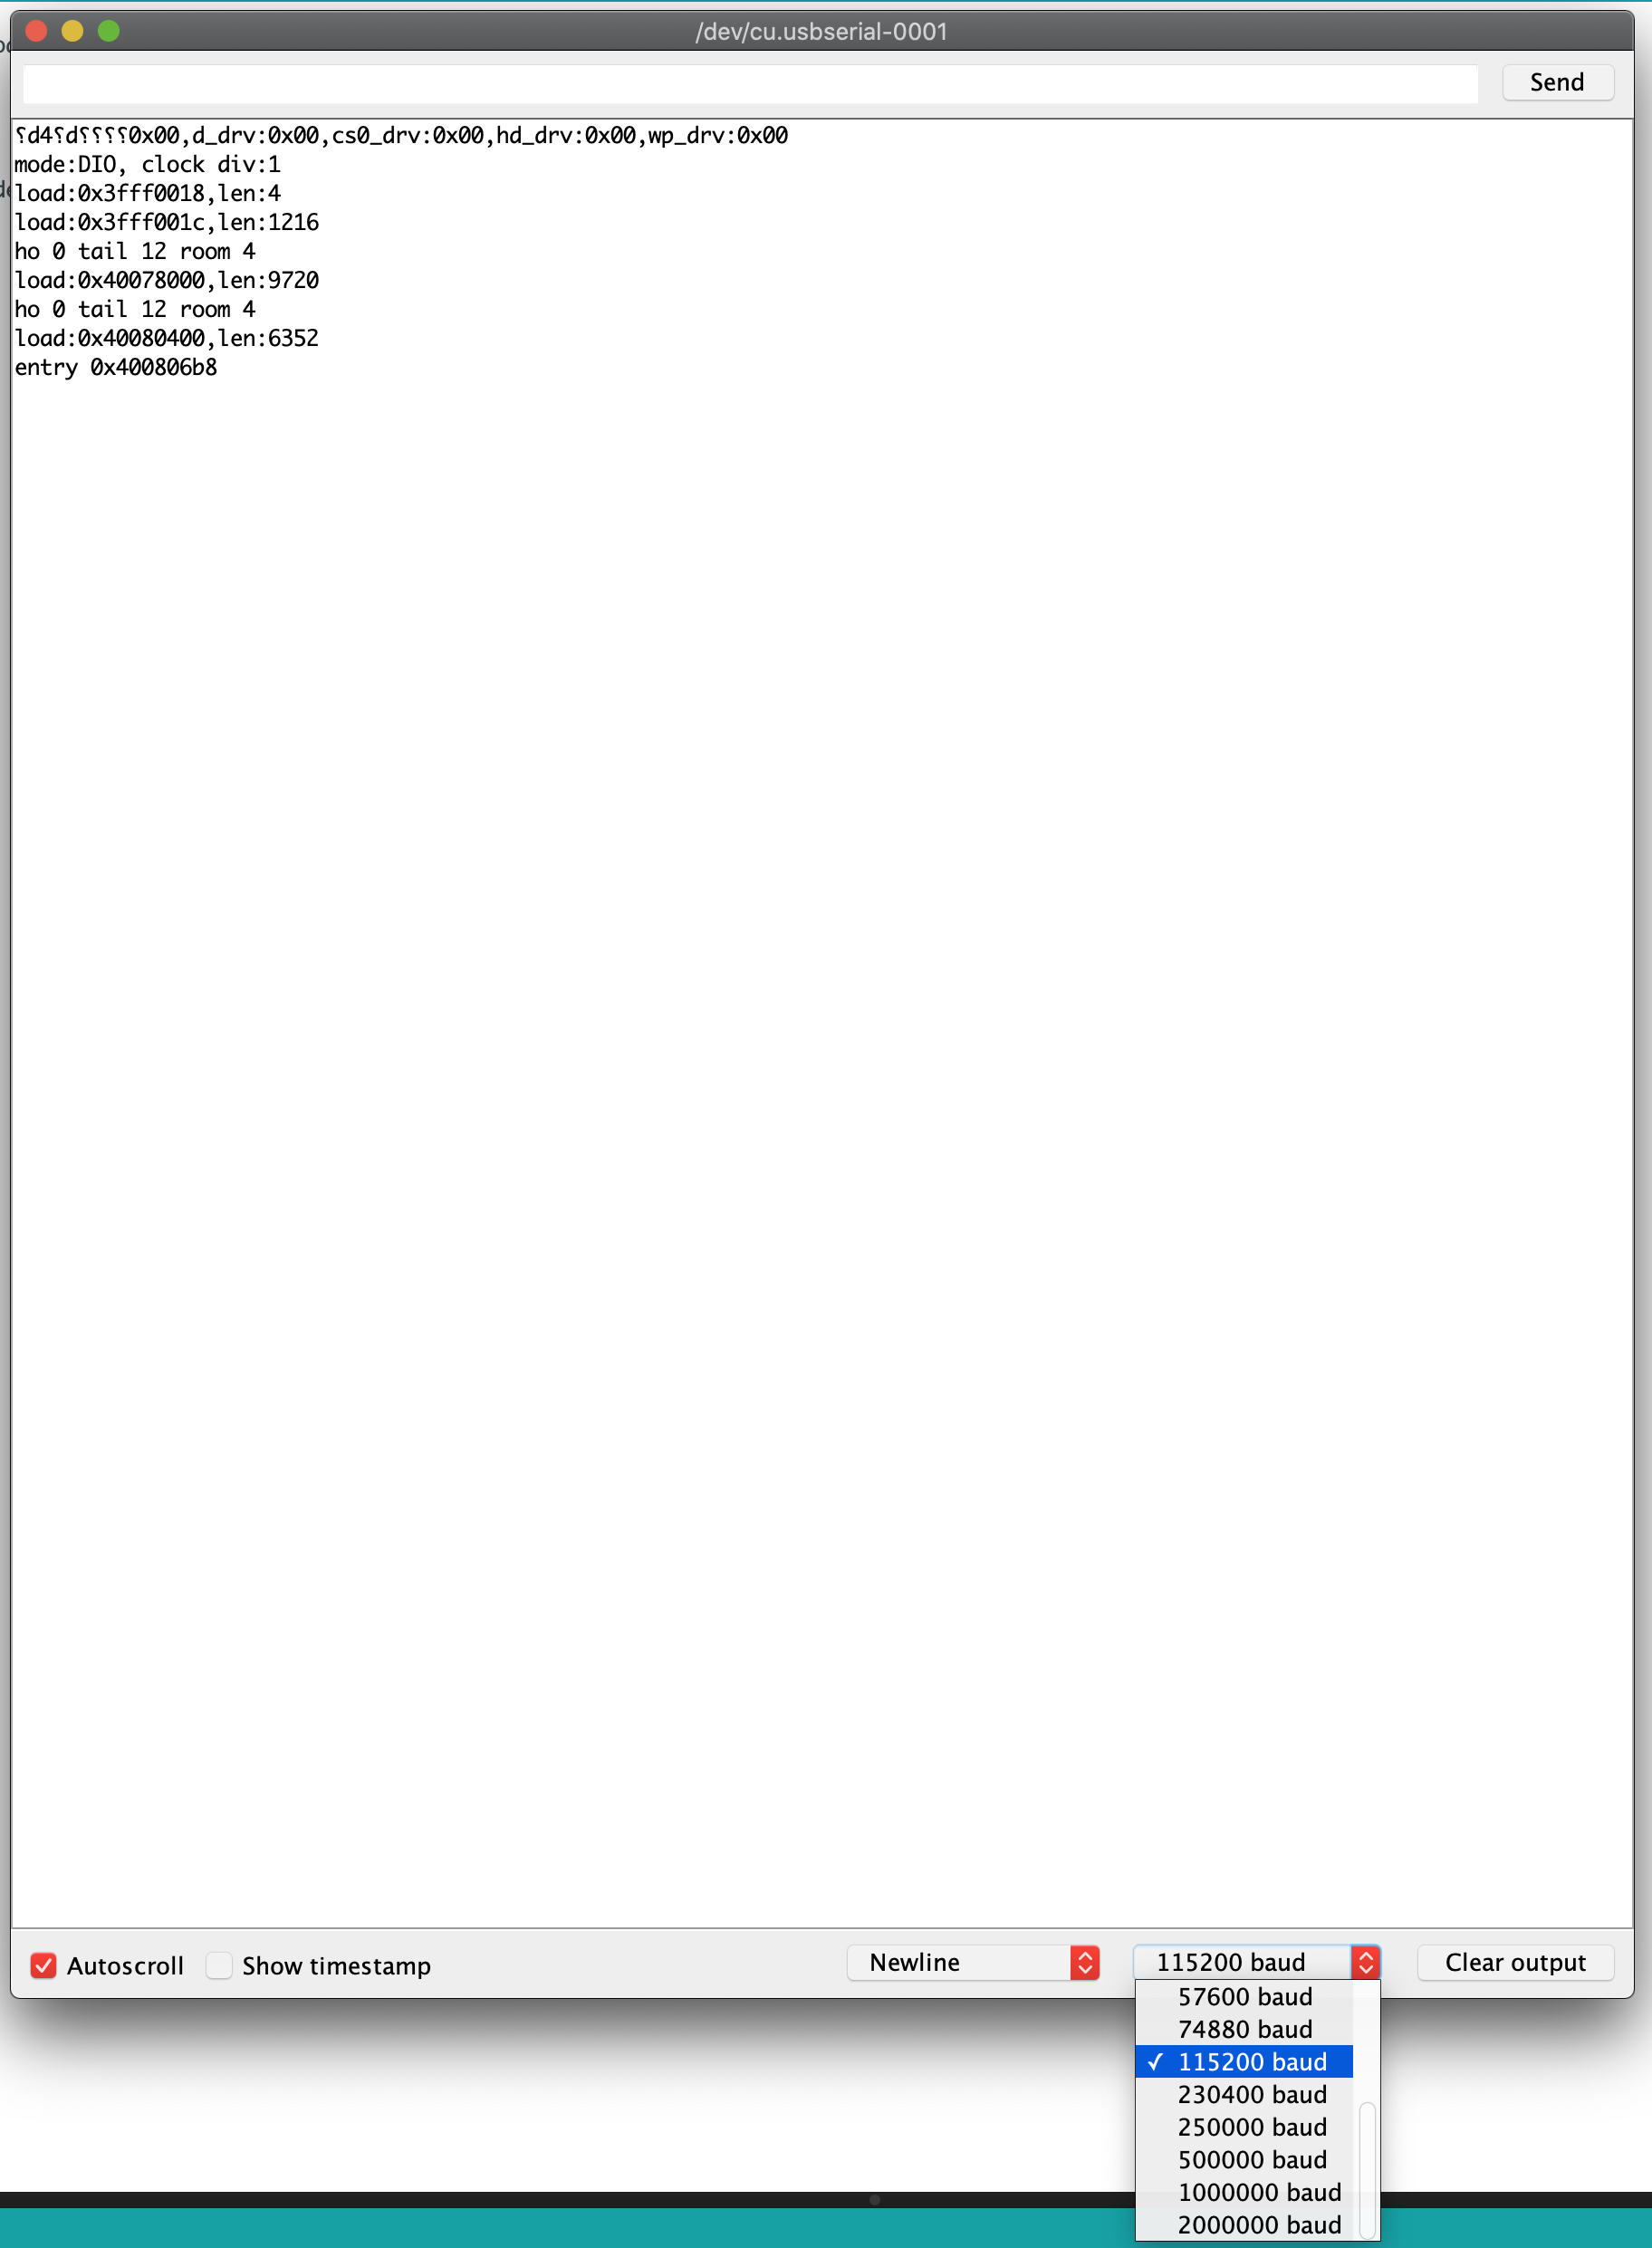 /dev/cu.usbserial-0001
Send
⸮d4⸮d⸮⸮⸮⸮0x00,d_drv:0x00,cs0_drv:0x00,hd_drv:0x00,wp_drv:0x00
mode:DIO, clock div:1
load:0x3fff0018,len:4
load:0x3fff001c,len:1216
ho 0 tail 12 room 4
load:0x40078000,len:9720
ho 0 tail 12 room 4
load:0x40080400,len:6352
entry 0x400806b8
Autoscroll Show timestamp Newline 115200 baud Clear output
57600 baud
74880 baud
✓ 115200 baud
230400 baud
250000 baud
500000 baud
1000000 baud
2000000 baud